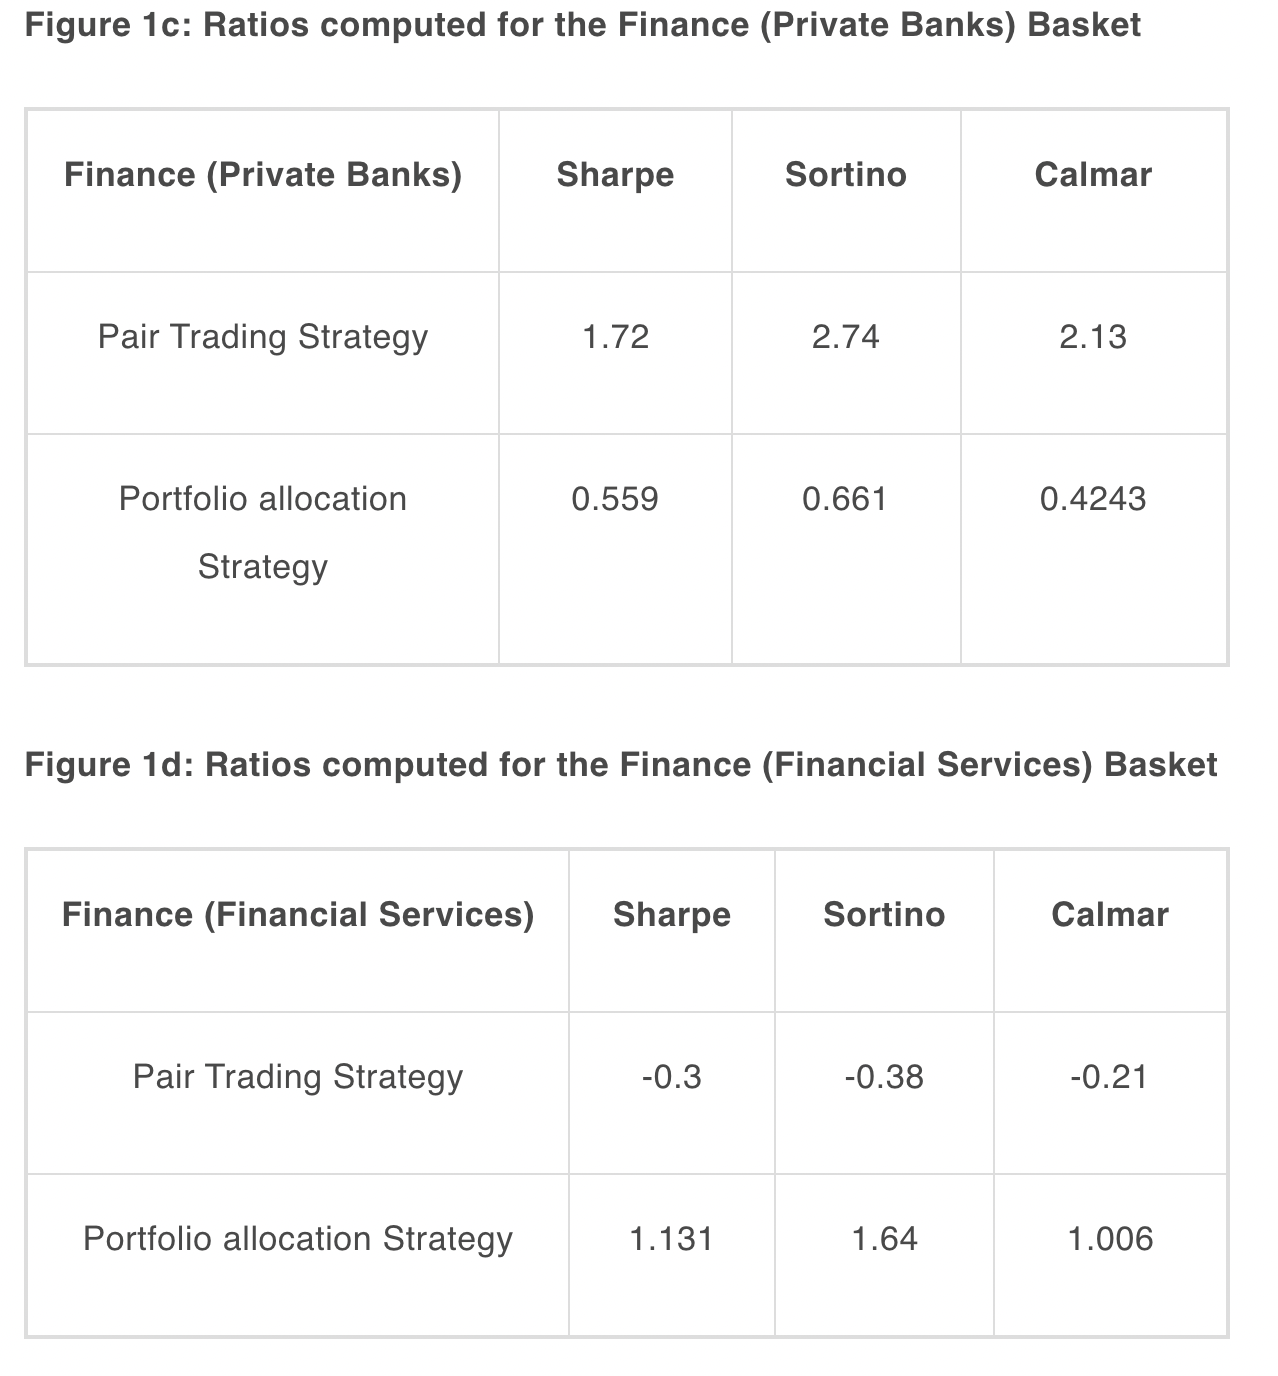 Figure 1c: Ratios computed for the Finance (Private Banks) Basket
Finance (Private Banks) Sharpe Sortino Calmar
Pair Trading Strategy 1.72 2.74 2.13
Portfolio allocation 0.559 0.661 0.4243
Strategy
Figure 1d: Ratios computed for the Finance (Financial Services) Basket
Finance (Financial Services) Sharpe Sortino Calmar
Pair Trading Strategy -0.3 -0.38 -0.21
Portfolio allocation Strategy 1.131 1.64 1.006